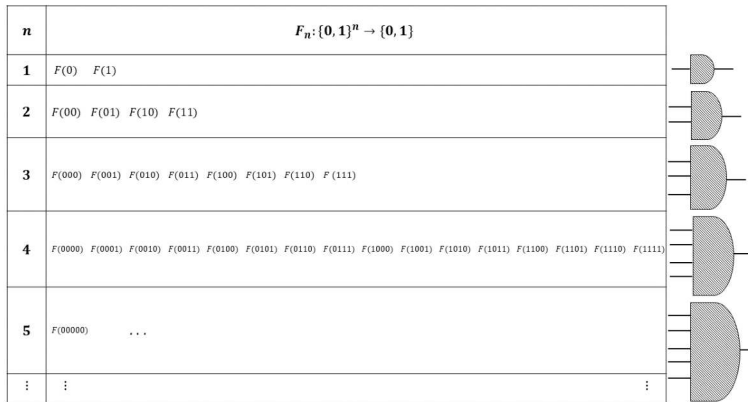 n F_n: {0, 1}^n → {0, 1}
1 F(0) F(1)
2 F(00) F(01) F(10) F(11)
3 F(000) F(001) F(010) F(011) F(100) F(101) F(110) F (111)
4 F(0000) F(0001) F(0010) F(0011) F(0100) F(0101) F(0110) F(0111) F(1000) F(1001) F(1010) F(1011) F(1100) F(1101) F(1110) F(1111)
5 F(00000) ...
⋮ ⋮ ⋮